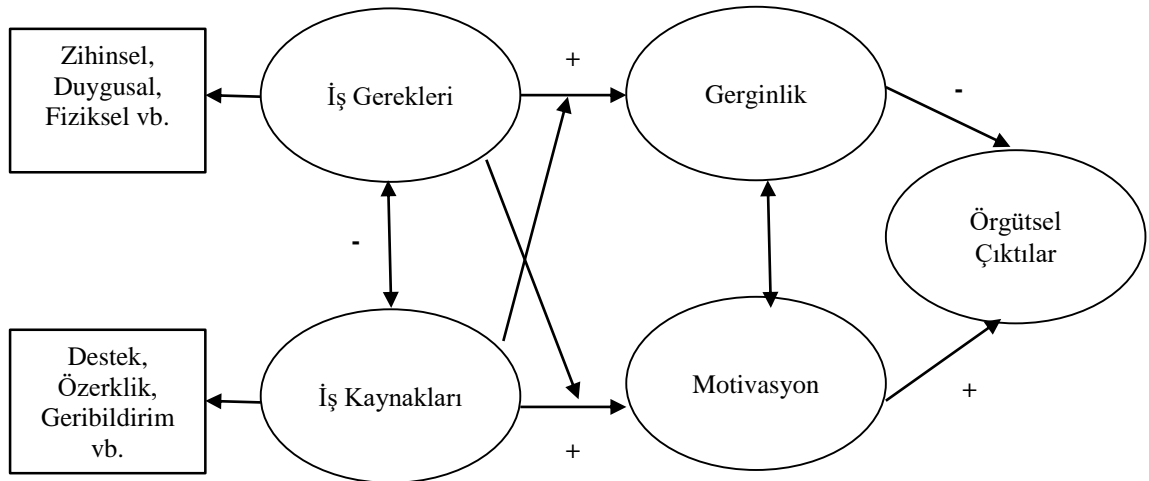 Zihinsel,
Duygusal,
Fiziksel vb.
İş Gerekleri
+
Gerginlik
-
Örgütsel
Çıktılar
-
Destek,
Özerklik,
Geribildirim
vb.
İş Kaynakları
+
Motivasyon
+